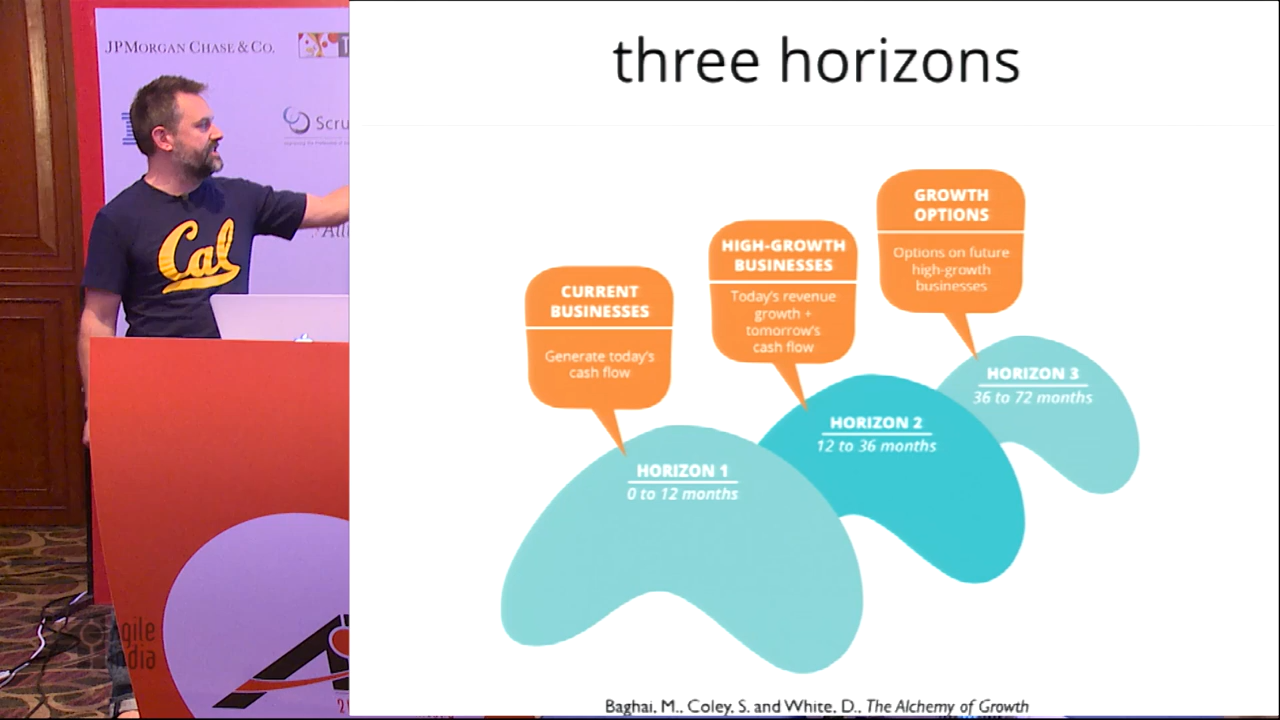 JPMORGAN CHASE & CO.
Scru
Cal
Agile
India
three horizons
GROWTH
OPTIONS
Options on future
high-growth
businesses
HIGH-GROWTH
BUSINESSES
Today's revenue
growth +
tomorrow's
cash flow
CURRENT
BUSINESSES
Generate today's
cash flow
HORIZON 3
36 to 72 months
HORIZON 2
12 to 36 months
HORIZON 1
0 to 12 months
Baghai, M., Coley, S. and White, D., The Alchemy of Growth